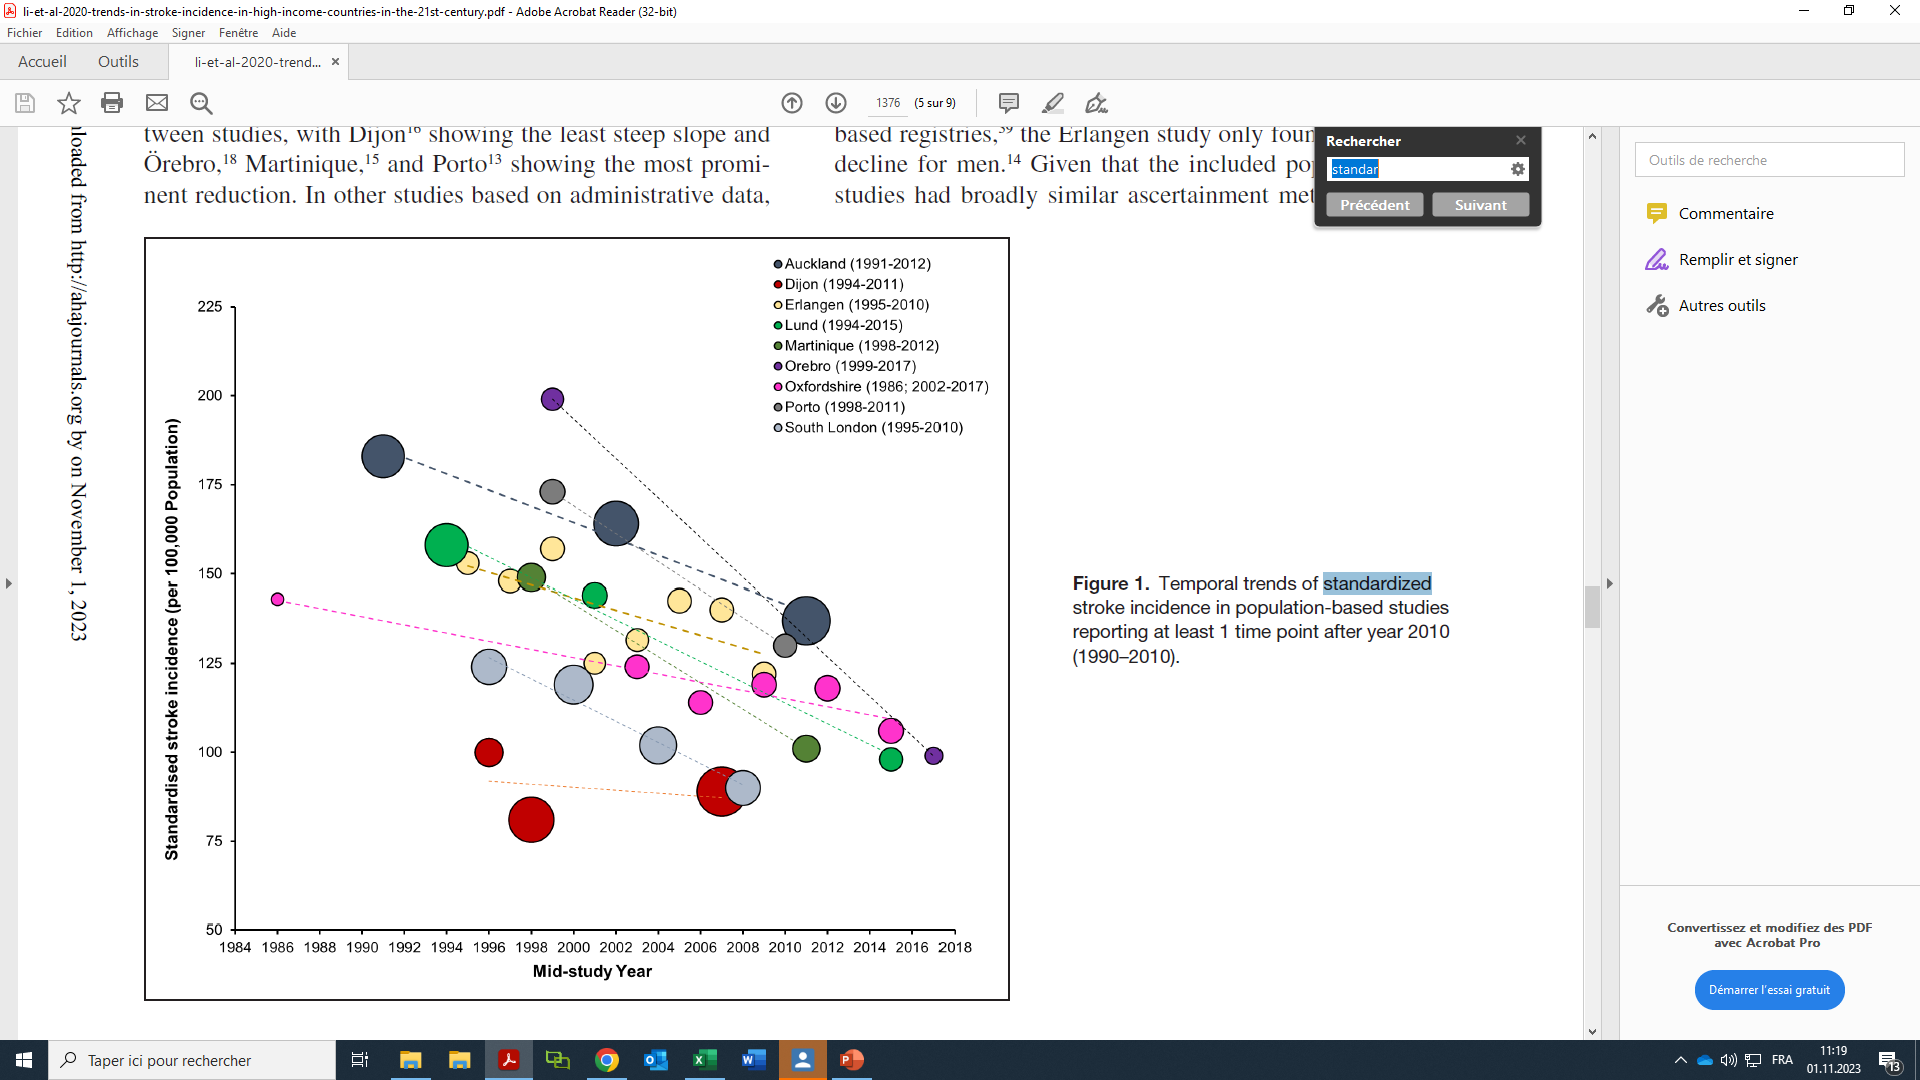 li-et-al-2020-trends-in-stroke-incidence-in-high-income-countries-in-the-21st-century.pdf - Adobe Acrobat Reader (32-bit)
Fichier Edition Affichage Signer Fenêtre Aide
Accueil Outils li-et-al-2020-trend... ×
1376 (5 sur 9)
tween studies, with Dijon16 showing the least steep slope and
Örebro,18 Martinique,15 and Porto13 showing the most promi-
nent reduction. In other studies based on administrative data,
based registries,39 the Erlangen study only foun
decline for men.14 Given that the included po
studies had broadly similar ascertainment met
Rechercher
standar
Précédent Suivant
nloaded from http://ahajournals.org by on November 1, 2023
Auckland (1991-2012)
Dijon (1994-2011)
Erlangen (1995-2010)
Lund (1994-2015)
Martinique (1998-2012)
Orebro (1999-2017)
Oxfordshire (1986; 2002-2017)
Porto (1998-2011)
South London (1995-2010)
Standardised stroke incidence (per 100,000 Population)
225
200
175
150
125
100
75
50
1984 1986 1988 1990 1992 1994 1996 1998 2000 2002 2004 2006 2008 2010 2012 2014 2016 2018
Mid-study Year
Figure 1. Temporal trends of standardized
stroke incidence in population-based studies
reporting at least 1 time point after year 2010
(1990–2010).
Outils de recherche
Commentaire
Remplir et signer
Autres outils
Convertissez et modifiez des PDF
avec Acrobat Pro
Démarrer l'essai gratuit
Taper ici pour rechercher
FRA
11:19
01.11.2023
13